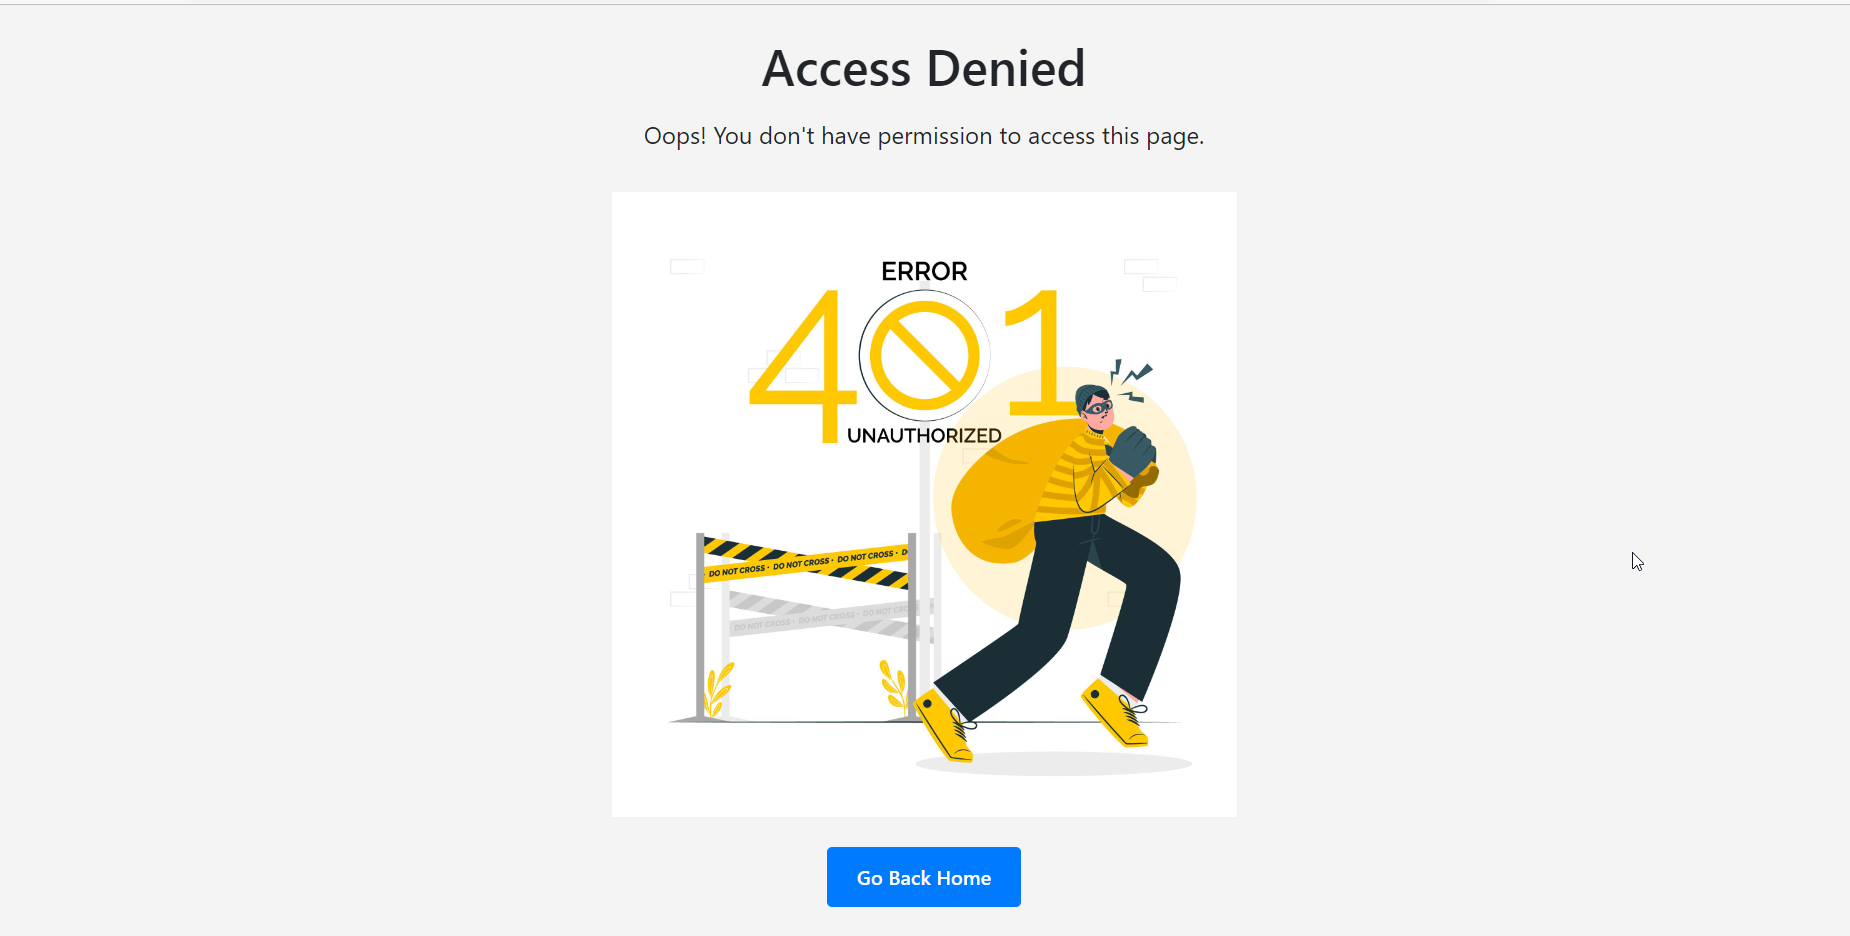 Access Denied
Oops! You don't have permission to access this page.
ERROR
401
UNAUTHORIZED
DO NOT CROSS · DO NOT CROSS · DO NOT CROSS · D
DO NOT CROSS · DO NOT CROSS · DO NOT CRO
Go Back Home